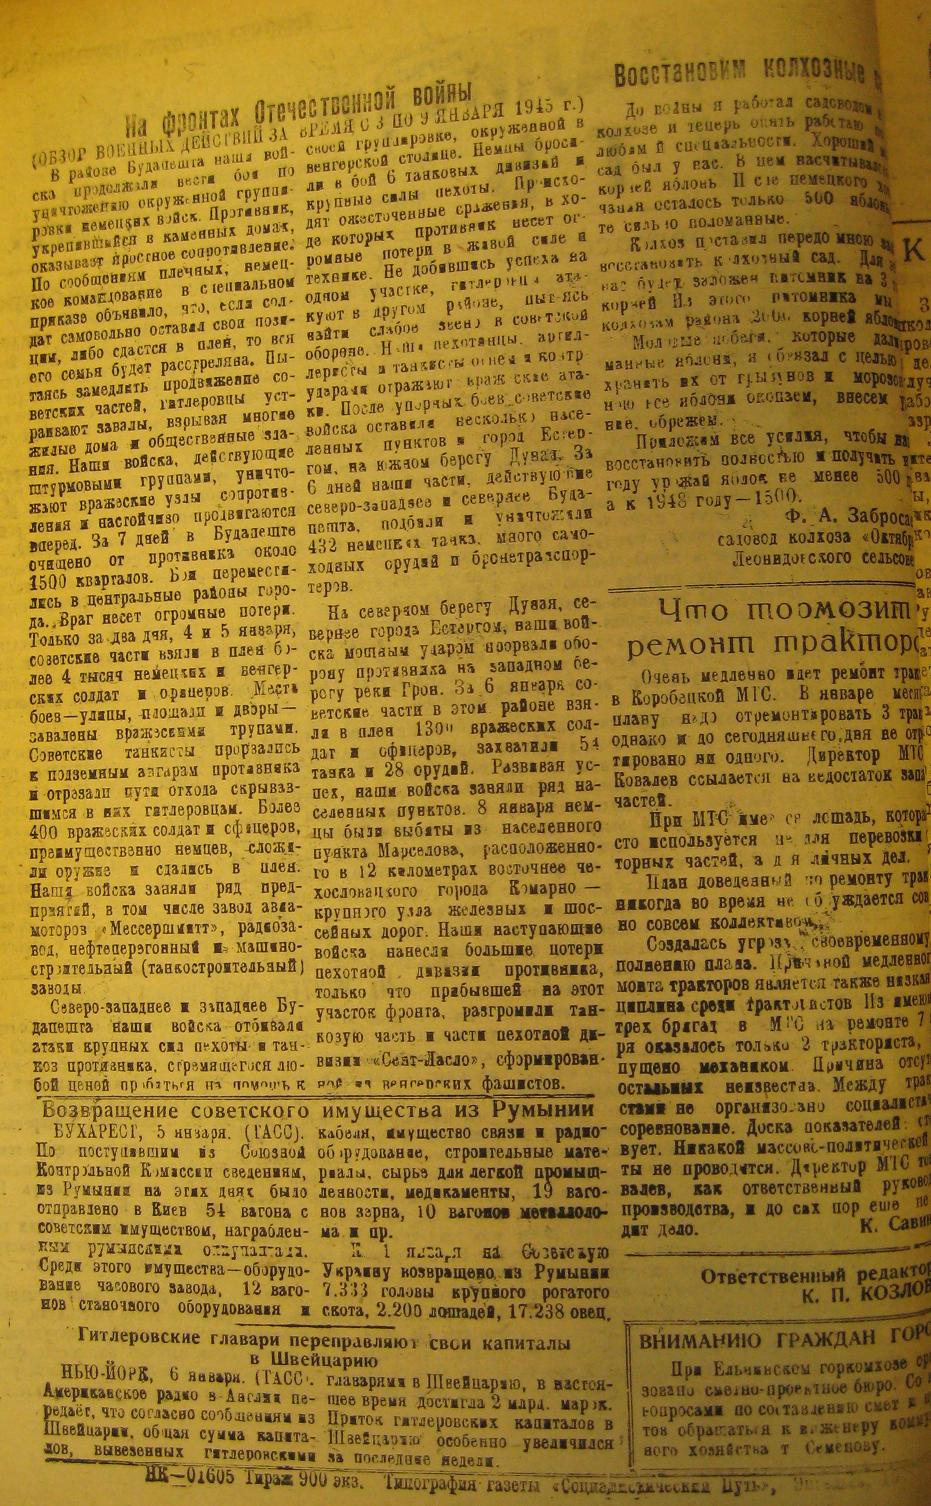 На фронтах Отечественной войны
(ОБЗОР ВОЕННЫХ ДЕЙСТВИЙ ЗА ВРЕМЯ С 3 ПО 9 ЯНВАРЯ 1945 г.)
В районе Будапешта наши вой-
ска продолжали вести бои по
уничтожению окруженной группи-
ровки немецких войск. Противник,
укрепившийся в каменных домах,
оказывает яростное сопротивление.
По сообщениям пленных, немец-
кое командование в специальном
приказе объявило, что, если сол-
дат самовольно оставил свои пози-
ции, либо сдастся в плен, то вся
его семья будет расстреляна. Пы-
таясь замедлить продвижение со-
ветских частей, гитлеровцы уст-
раивают завалы, взрывая многие
жилые дома и общественные зда-
ния. Наши войска, действующие
штурмовыми группами, уничто-
жают вражеские узлы сопротив-
ления и настойчиво продвигаются
вперед. За 7 дней в Будапеште
очищено от противника около
1500 кварталов. Бои перемести-
лись в центральные районы горо-
да. Враг несет огромные потери.
Только за два дня, 4 и 5 января,
советские части взяли в плен бо-
лее 4 тысяч немецких и венгер-
ских солдат и офицеров. Места
боев—улицы, площади и дворы—
завалены вражескими трупами.
Советские танкисты прорвались
к подземным ангарам противника
и отрезали пути отхода скрывав-
шимся в них гитлеровцам. Более
400 вражеских солдат и офицеров,
преимущественно немцев, сложи-
ли оружие и сдались в плен.
Наши войска заняли ряд пред-
приятий, в том числе завод авиа-
моторов «Мессершмитт», радиоза-
вод, нефтеперегонный и машино-
строительный (танкостроительный)
заводы.
Северо-западнее и западнее Бу-
дапешта наши войска отбивали
атаки крупных сил пехоты и тан-
ков противника, стремящегося лю-
бой ценой пробиться на помощь к
своей группировке, окруженной в
венгерской столице. Немцы броси-
ли в бой 6 танковых дивизий и
крупные силы пехоты. Происхо-
дят ожесточенные сражения, в хо-
де которых противник несет ог-
ромные потери в живой силе и
технике. Не добившись успеха на
одном участке, гитлеровцы ата-
куют в другом районе, пытаясь
найти слабое звено в советской
обороне. Наши пехотинцы, артил-
леристы и танкисты огнем и контр
ударами отражают вражеские ата-
ки. После упорных боев советские
войска оставили несколько насе-
ленных пунктов и город Эстер-
гом, на южном берегу Дуная. За
6 дней наши части, действующие
северо-западнее и севернее Буда-
пешта, подбили и уничтожили
432 немецких танка, много само-
ходных орудий и бронетранспор-
теров.
На северном берегу Дуная, се-
вернее города Эстергом, наши вой-
ска мощным ударом прорвали обо-
рону противника на западном бе-
регу реки Грон. За 6 января со-
ветские части в этом районе взя-
ли в плен 1300 вражеских сол-
дат и офицеров, захватили 54
танка и 28 орудий. Развивая ус-
пех, наши войска заняли ряд на-
селенных пунктов. 8 января нем-
цы были выбиты из населенного
пункта Марселова, расположенно-
го в 12 километрах восточнее че-
хословацкого города Комарно —
крупного узла железных и шос-
сейных дорог. Наши наступающие
войска нанесли большие потери
пехотной дивизии противника,
только что прибывшей на этот
участок фронта, разгромили тан-
ковую часть и части пехотной ди-
визии «Сент-Ласло», сформирован-
ной из венгерских фашистов.
Возвращение советского имущества из Румынии
БУХАРЕСТ, 5 января. (ТАСС).
По поступившим из Союзной
Контрольной Комиссии сведениям,
из Румынии на этих днях было
отправлено в Киев 54 вагона с
советским имуществом, награблен-
ным румынскими оккупантами.
Среди этого имущества—оборудо-
вание часового завода, 12 ваго-
нов станочного оборудования и
кабеля, имущество связи и радио-
оборудование, строительные мате-
риалы, сырье для легкой промыш-
ленности, медикаменты, 19 ваго-
нов зерна, 10 вагонов металлоло-
ма и пр.
К 1 января на Советскую
Украину возвращено из Румынии
7.333 головы крупного рогатого
скота, 2.200 лошадей, 17.238 овец.
Гитлеровские главари переправляют свои капиталы
в Швейцарию
НЬЮ-ЙОРК, 6 января. (ТАСС).
Американское радио в Англии пе-
редает, что согласно сообщениям из
Швейцарии, общая сумма капита-
лов, вывезенных гитлеровскими
главарями в Швейцарию, в настоя-
шее время достигла 2 млрд. марок.
Приток гитлеровских капиталов в
Швейцарию особенно увеличился
за последние недели.
Восстановим колхозные
До войны я работал садоводом
колхозе и теперь опять работаю
любим й специальности. Хороший
сад был у нас. В нем насчитывал
корней яблонь После немецкого
чания осталось только 500 яблонь
те сильно поломанные.
Колхоз поставил передо мною
восстановить колхозный сад. Для
нас будет заложен питомник на 3
корней Из этого питомника мы
колхозам района 2000 корней яблонь
Молодые побеги, которые дали
манные яблони, я обвязал с целью
хранить их от грызунов и морозов
ною все яблони окопаем, внесем
ние, обрежем.
Приложим все усилия, чтобы
восстановить полностью и получить
году урожай яблок не менее 500
а к 1948 году—1500.
Ф. А. Заброса
садовод колхоза «Октябр
Леонидовского сельсове
Что тормозит
ремонт тракторо
Очень медленно идет ремонт трак
в Коробецкой МТС. В январе меся
плану надо отремонтировать 3 трак
однако и до сегодняшнего дня не отре
тировано ни одного. Директор МТС
Ковалев ссылается на недостаток запа
частей.
При МТС имеется лошадь, котора
сто используется не для перевозки
торных частей, а для личных дел.
План доведенный по ремонту трак
никогда во время не обсуждается сов
но совсем коллективом.
Создалась угроза своевременному
полнению плана. Причиной медленног
монта тракторов является также низкая
циплина среди трактористов Из имею
трех бригад в МТС на ремонте 7
ря оказалось только 2 тракториста,
пущено механиком. Причина отсу
остальных неизвестна. Между трак
стами не организовано социалисти
соревнование. Доска показателей
вует. Никакой массово-политической
ты не проводится. Директор МТС т
валев, как ответственный руково
производства, и до сих пор еще не
дит дело.
К. Савин
Ответственный редактор
К. П. КОЗЛОВ
ВНИМАНИЮ ГРАЖДАН ГОРО
При Ельнинском горкомхозе ор
зовано сметно-проектное бюро. Со
вопросами по составлению смет и
тов обращаться к инженеру комм
ного хозяйства т Семенову.
НК—01605 Тираж 900 экз. Типография газеты «Социалистический Путь»,